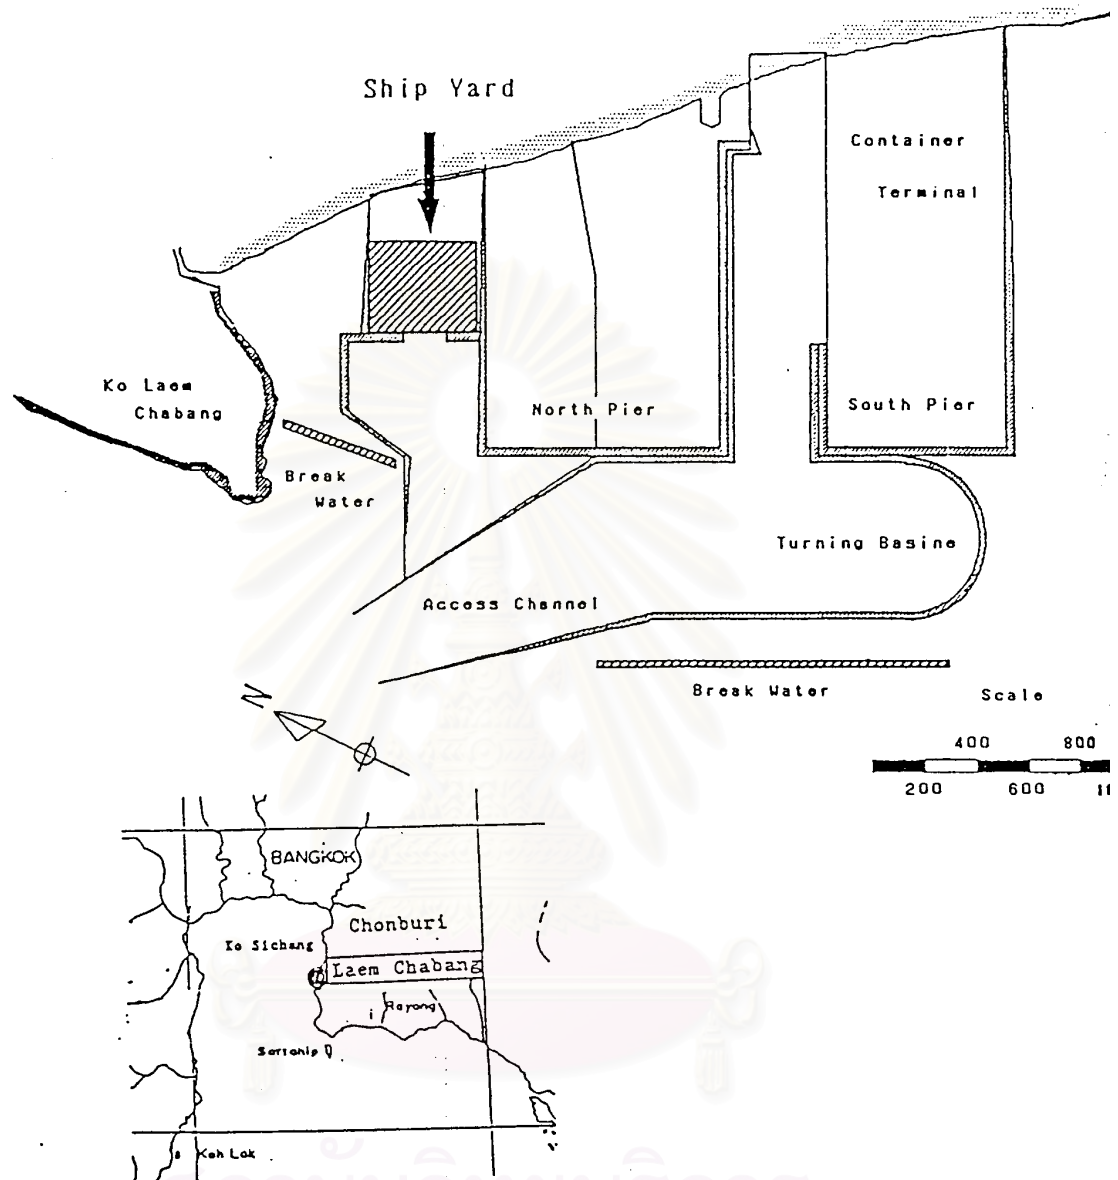 Ship Yard
Container
Terminal
Ko Laem
Chabang
North Pier
South Pier
Break
Water
Turning Basine
Access Channel
Break Water
N
Scale
400 800
200 600
BANGKOK
Chonburi
Ko Sichang
Laem Chabang
Rayong
Sattahip
Koh Lak